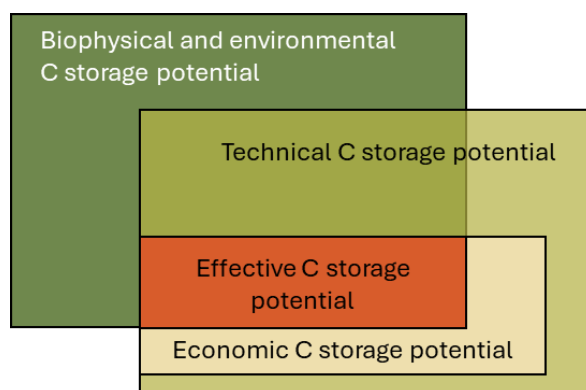 Biophysical and environmental
C storage potential
Technical C storage potential
Effective C storage
potential
Economic C storage potential